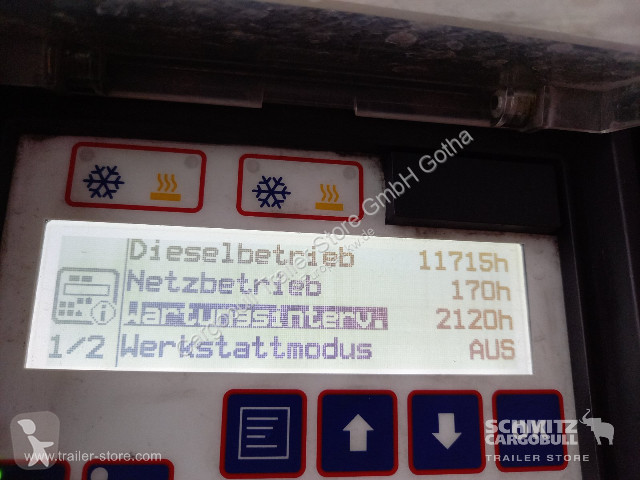 Dieselbetrieb 11715h
Netzbetrieb 170h
Wartungsinterv. 2120h
1/2 Werkstattmodus AUS
Cargobull Trailer-Store GmbH Gotha
SCHMITZ
CARGOBULL
TRAILER STORE
www.trailer-store.com